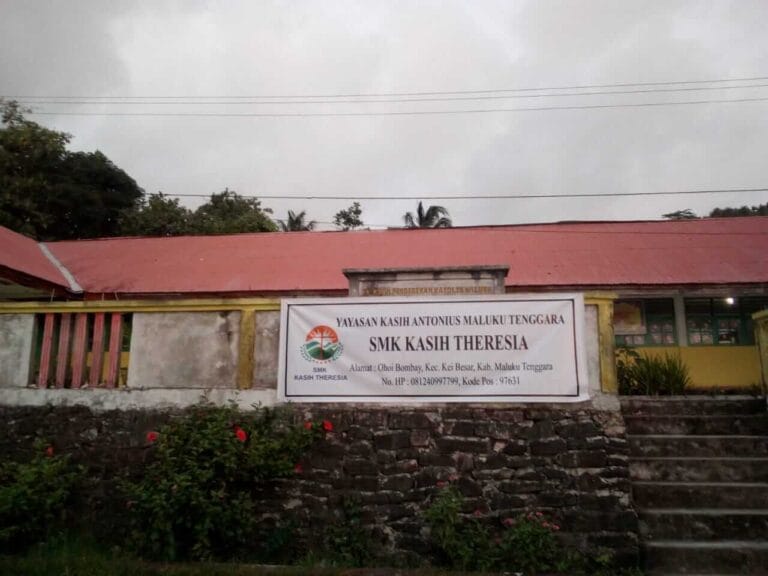 YAYASAN KASIH ANTONIUS MALUKU TENGGARA
SMK KASIH THERESIA
Alamat : Ohoi Bombay, Kec. Kei Besar, Kab. Maluku Tenggara
No. HP : 081240997799, Kode Pos : 97631
SMK
KASIH THERESIA